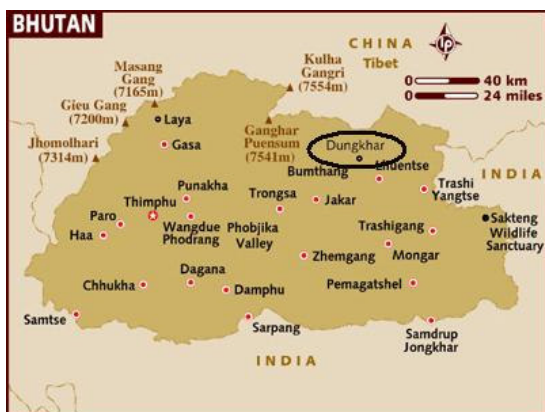 BHUTAN
CHINA
Tibet
lp
0 40 km
0 24 miles
Kulha
Gangri
(7554m)
Masang
Gang
(7165m)
Gieu Gang
(7200m)
Jhomolhari
(7314m)
Laya
Gasa
Ganghar
Puensum
(7541m)
Dungkhar
Lhuentse
Bumthang
INDIA
Trashi
Yangtse
Punakha
Thimphu
Trongsa
Jakar
Sakteng
Wildlife
Sanctuary
Paro
Haa
Wangdue
Phodrang
Phobjika
Valley
Trashigang
Mongar
Zhemgang
Dagana
Chhukha
Damphu
Pemagatshel
Samtse
Sarpang
Samdrup
Jongkhar
INDIA